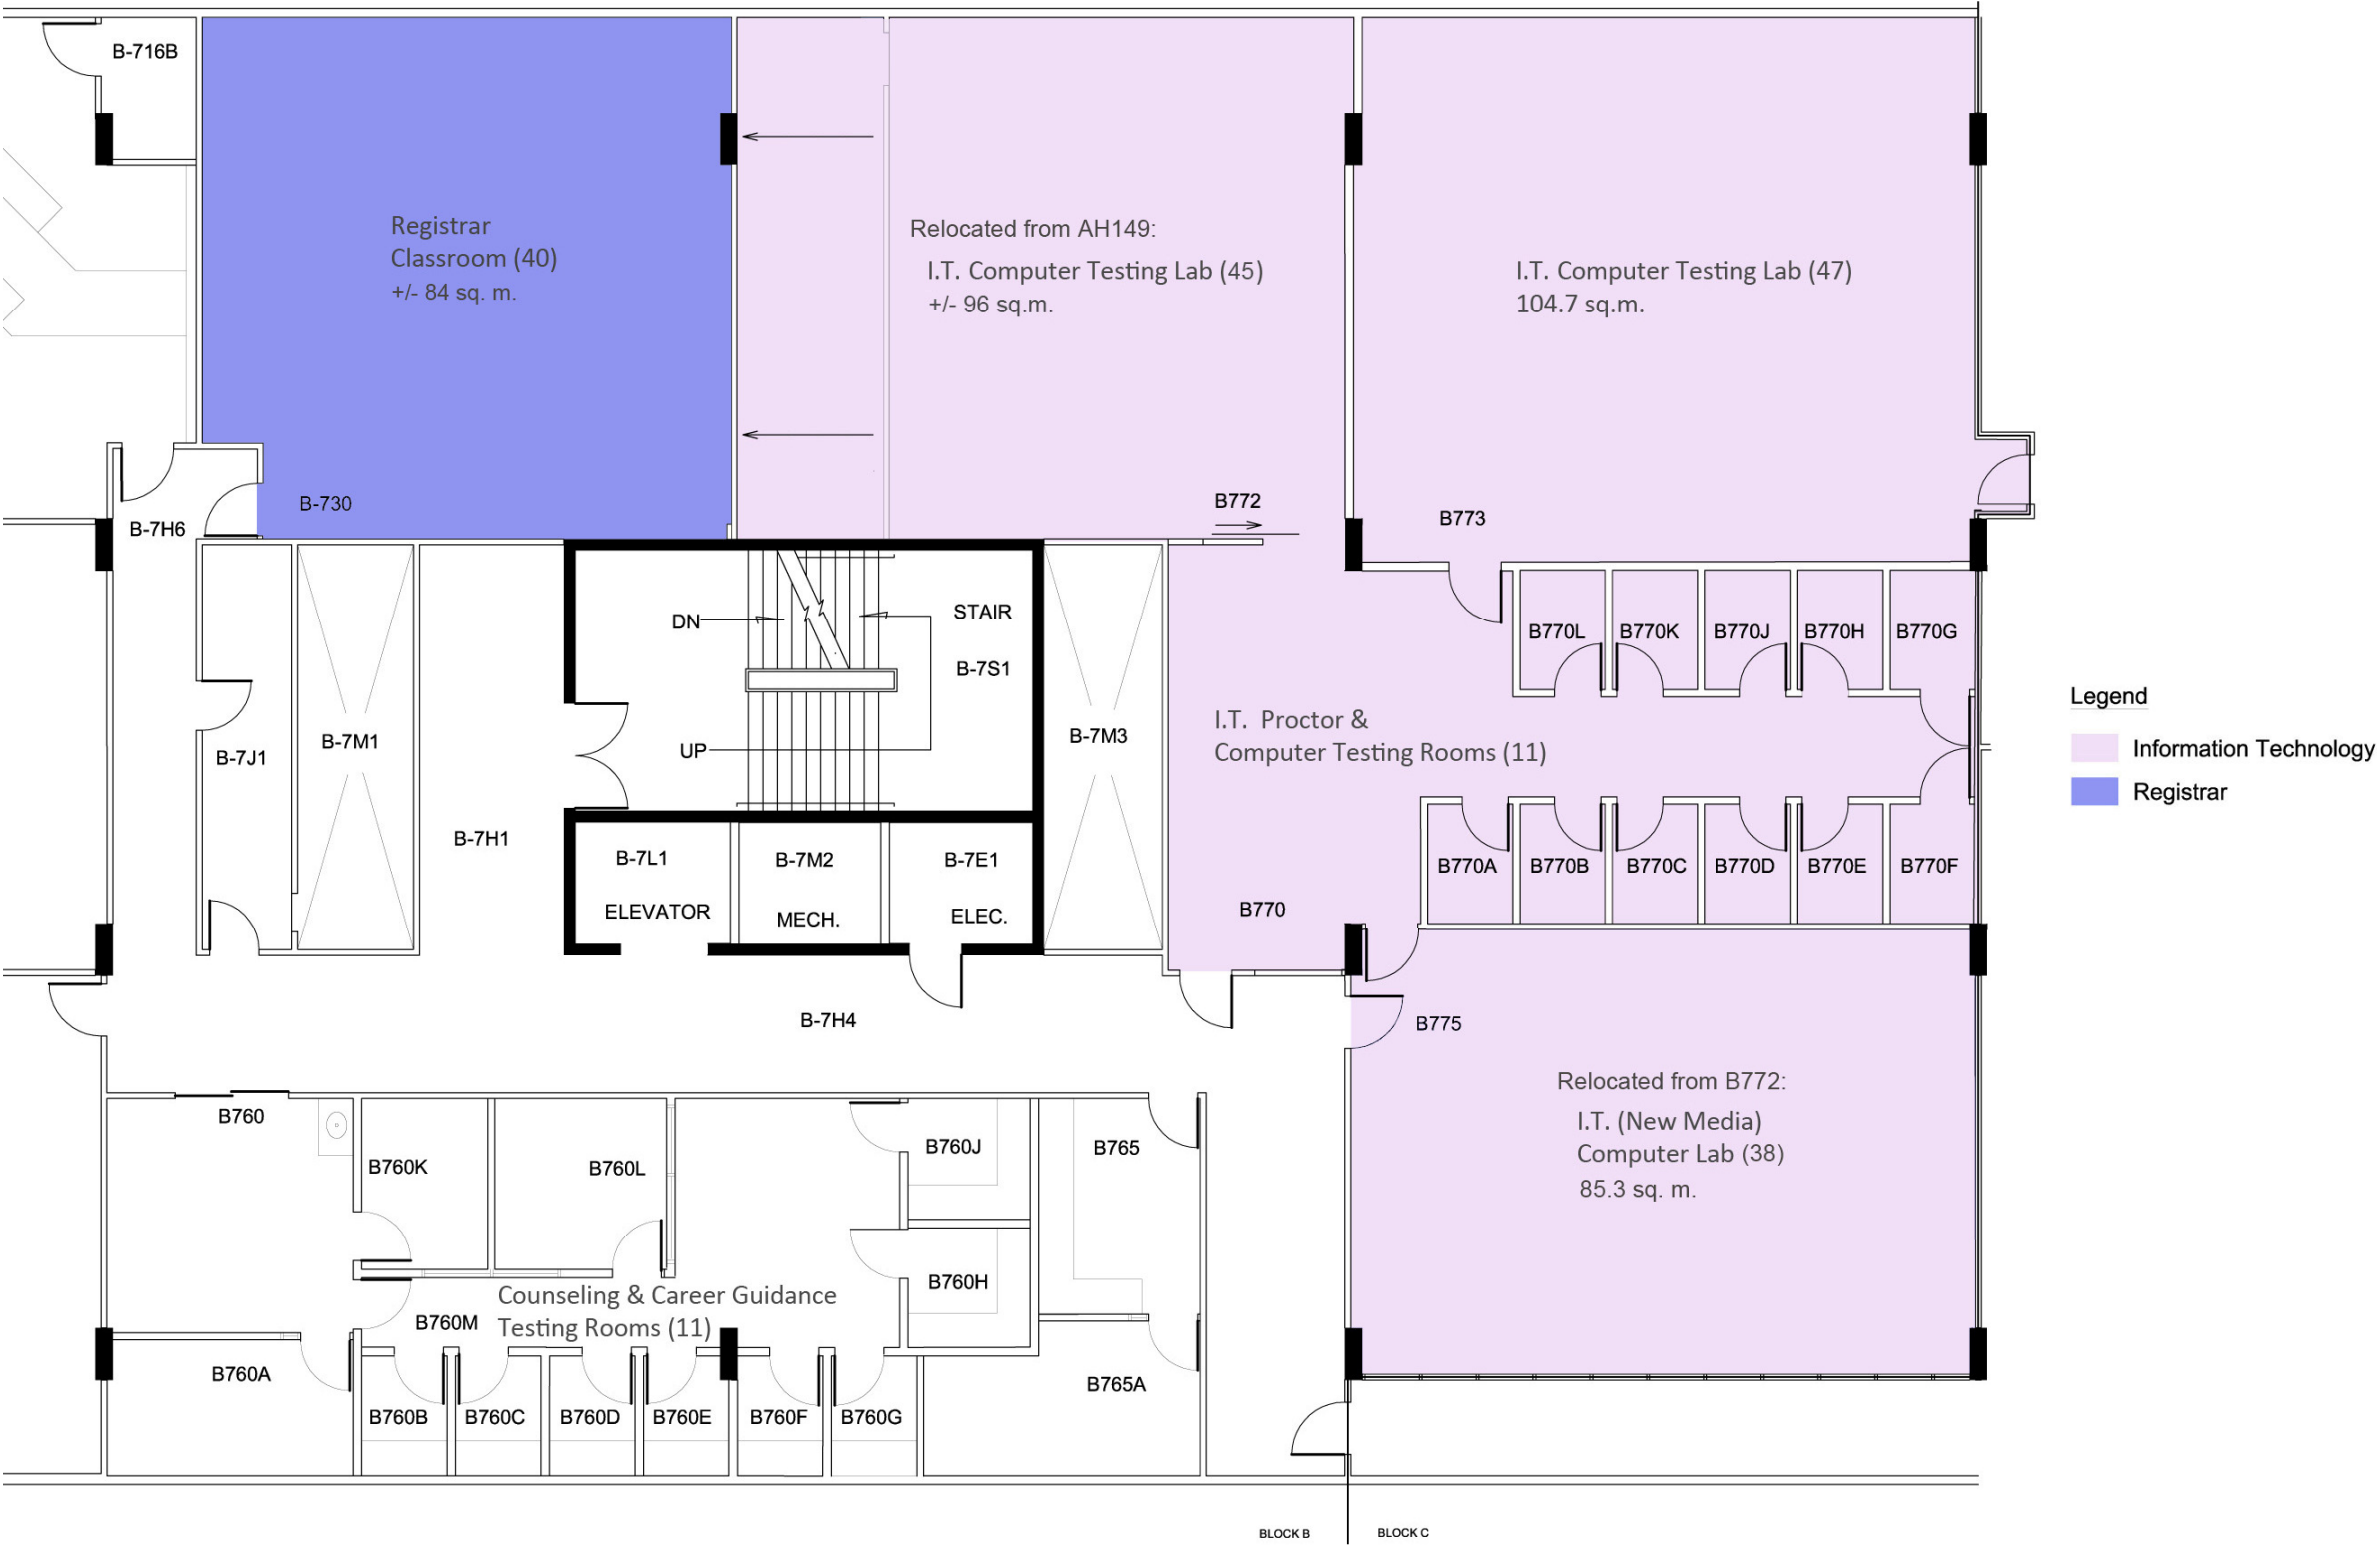 B-716B
Registrar
Classroom (40)
+/- 84 sq. m.
Relocated from AH149:
I.T. Computer Testing Lab (45)
+/- 96 sq.m.
I.T. Computer Testing Lab (47)
104.7 sq.m.
B-730
B772
B773
B-7H6
DN
STAIR
B-7S1
UP
B-7J1
B-7M1
B-7H1
B-7M3
B770L
B770K
B770J
B770H
B770G
I.T. Proctor &
Computer Testing Rooms (11)
Legend
Information Technology
Registrar
B-7L1
ELEVATOR
B-7M2
MECH.
B-7E1
ELEC.
B770A
B770B
B770C
B770D
B770E
B770F
B770
B-7H4
B775
Relocated from B772:
I.T. (New Media)
Computer Lab (38)
85.3 sq. m.
B760
B760K
B760L
B760J
B765
B760H
B760M
Counseling & Career Guidance
Testing Rooms (11)
B760A
B760B
B760C
B760D
B760E
B760F
B760G
B765A
BLOCK B
BLOCK C